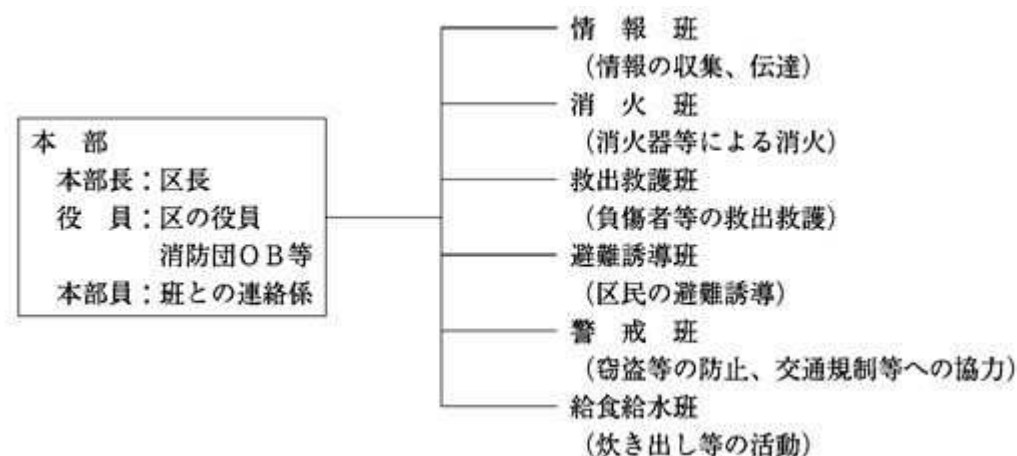 本　部
本部長：区長
役　員：区の役員
消防団ＯＢ等
本部員：班との連絡係
情　報　班
（情報の収集、伝達）
消　火　班
（消火器等による消火）
救出救護班
（負傷者等の救出救護）
避難誘導班
（区民の避難誘導）
警　戒　班
（窃盗等の防止、交通規制等への協力）
給食給水班
（炊き出し等の活動）